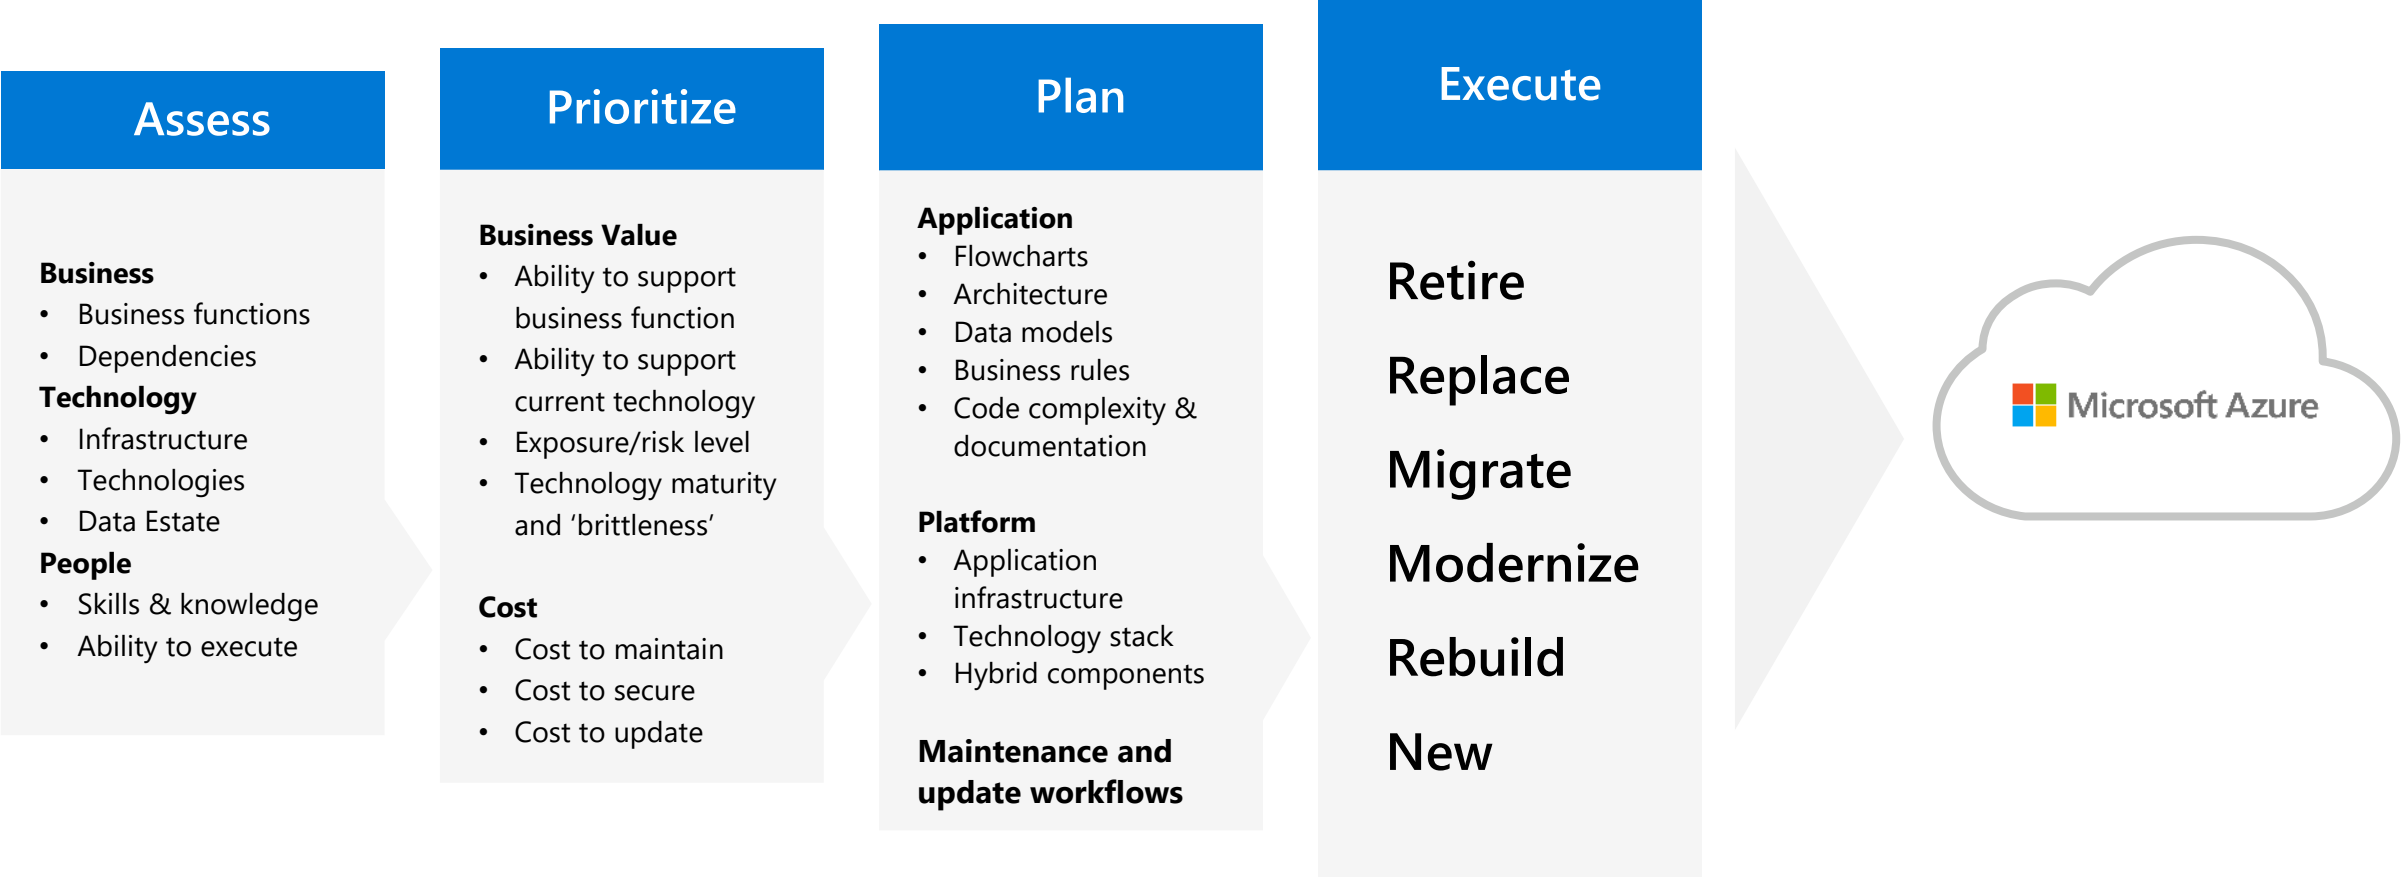 Assess
Business
• Business functions
• Dependencies
Technology
• Infrastructure
• Technologies
• Data Estate
People
• Skills & knowledge
• Ability to execute
Prioritize
Business Value
• Ability to support
business function
• Ability to support
current technology
• Exposure/risk level
• Technology maturity
and ‘brittleness’
Cost
• Cost to maintain
• Cost to secure
• Cost to update
Plan
Application
• Flowcharts
• Architecture
• Data models
• Business rules
• Code complexity &
documentation
Platform
• Application
infrastructure
• Technology stack
• Hybrid components
Maintenance and
update workflows
Execute
Retire
Replace
Migrate
Modernize
Rebuild
New
Microsoft Azure